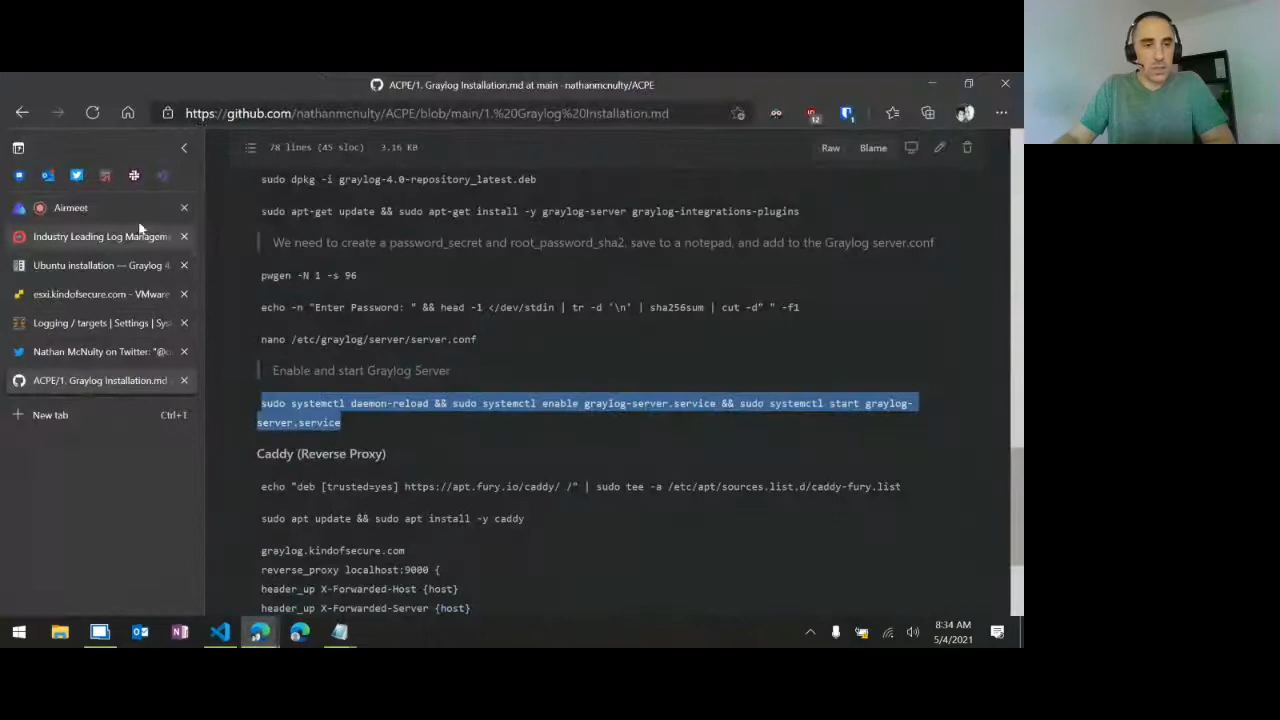 ACPE/1. Graylog Installation.md at main · nathanmcnulty/ACPE
https://github.com/nathanmcnulty/ACPE/blob/main/1.%20Graylog%20Installation.md
12
1
78 lines (45 sloc) 3.16 KB
Raw Blame
Airmeet
Industry Leading Log Managem
Ubuntu installation — Graylog 4.
esxi.kindofsecure.com - VMware
Logging / targets | Settings | Sys
Nathan McNulty on Twitter: "@
ACPE/1. Graylog Installation.md
New tab Ctrl+1
sudo dpkg -i graylog-4.0-repository_latest.deb
sudo apt-get update && sudo apt-get install -y graylog-server graylog-integrations-plugins
We need to create a password_secret and root_password_sha2, save to a notepad, and add to the Graylog server.conf
pwgen -N 1 -s 96
echo -n "Enter Password: " && head -1 </dev/stdin | tr -d '\n' | sha256sum | cut -d" " -f1
nano /etc/graylog/server/server.conf
Enable and start Graylog Server
sudo systemctl daemon-reload && sudo systemctl enable graylog-server.service && sudo systemctl start graylog-
server.service
Caddy (Reverse Proxy)
echo "deb [trusted=yes] https://apt.fury.io/caddy/ /" | sudo tee -a /etc/apt/sources.list.d/caddy-fury.list
sudo apt update && sudo apt install -y caddy
graylog.kindofsecure.com
reverse_proxy localhost:9000 {
header_up X-Forwarded-Host {host}
header_up X-Forwarded-Server {host}
8:34 AM
5/4/2021